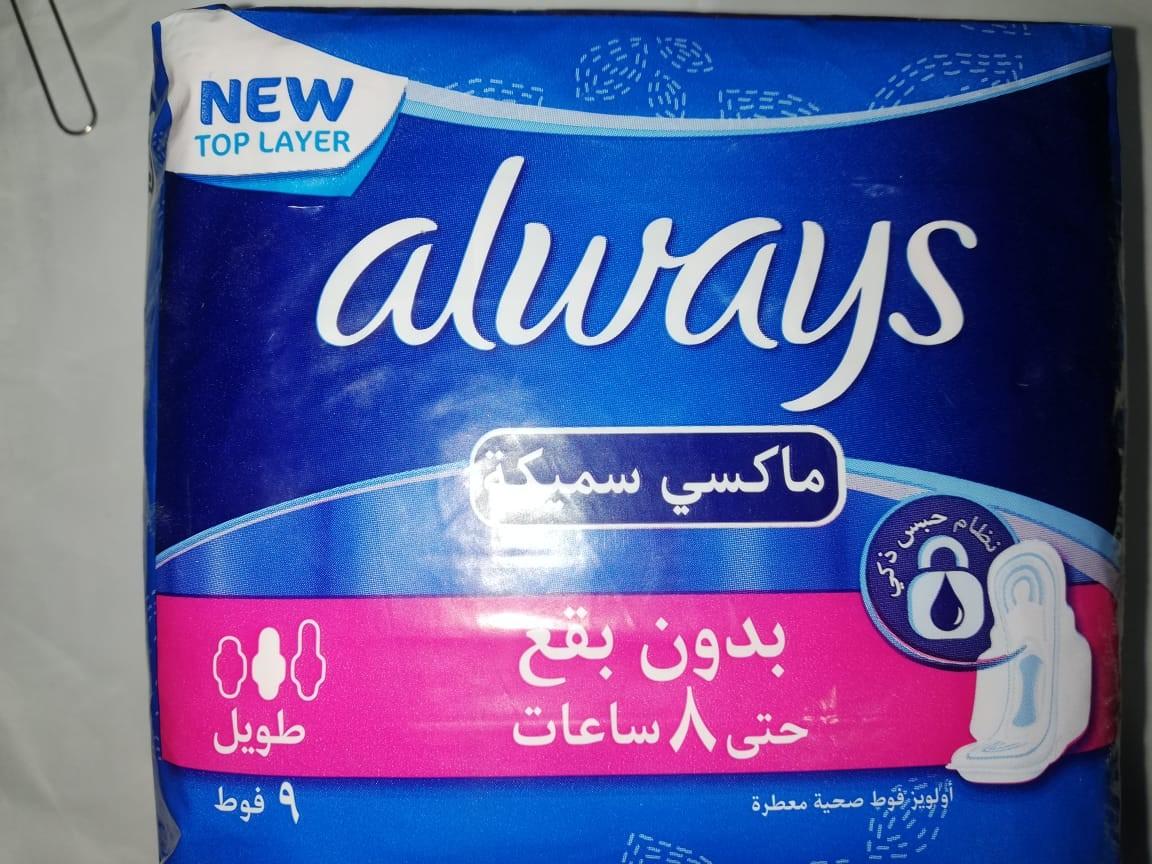 NEW
TOP LAYER
always
ماكسي سميكة
نظام حبس ذكي
بدون بقع
حتى ٨ ساعات
طويل
٩ فوط
أولويز فوط صحية معطرة